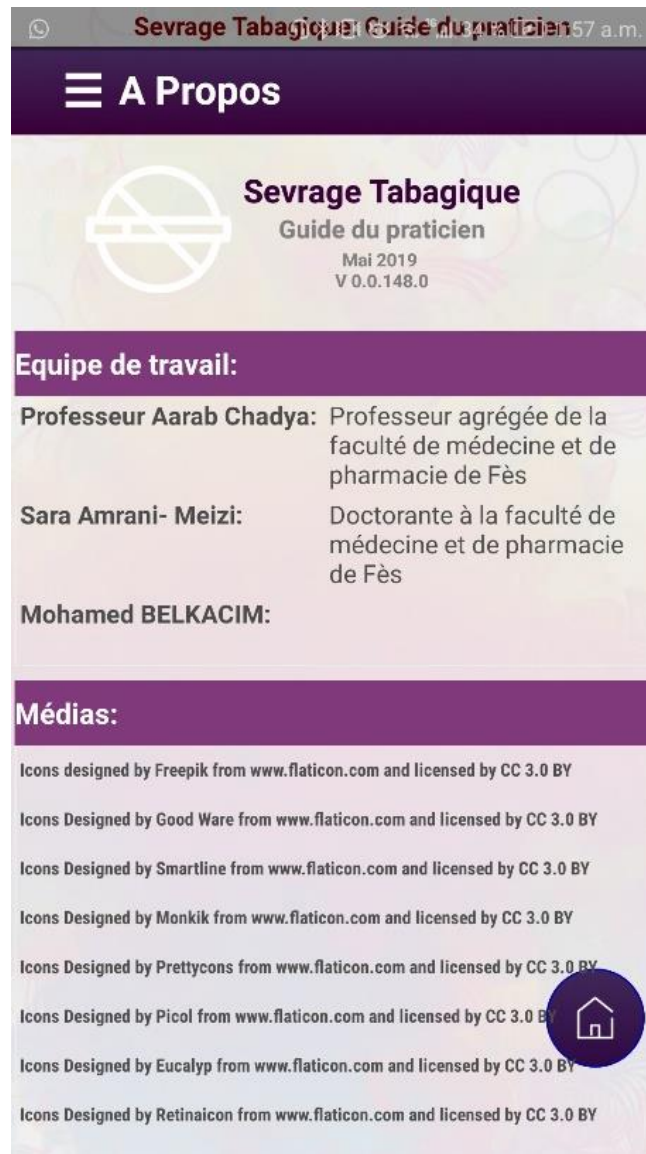 Sevrage Tabagique: Guide du praticien
57 a.m.
A Propos
Sevrage Tabagique
Guide du praticien
Mai 2019
V 0.0.148.0
Equipe de travail:
Professeur Aarab Chadya: Professeur agrégée de la
faculté de médecine et de
pharmacie de Fès
Sara Amrani- Meizi: Doctorante à la faculté de
médecine et de pharmacie
de Fès
Mohamed BELKACIM:
Médias:
Icons designed by Freepik from www.flaticon.com and licensed by CC 3.0 BY
Icons Designed by Good Ware from www.flaticon.com and licensed by CC 3.0 BY
Icons Designed by Smartline from www.flaticon.com and licensed by CC 3.0 BY
Icons Designed by Monkik from www.flaticon.com and licensed by CC 3.0 BY
Icons Designed by Prettycons from www.flaticon.com and licensed by CC 3.0 BY
Icons Designed by Picol from www.flaticon.com and licensed by CC 3.0 BY
Icons Designed by Eucalyp from www.flaticon.com and licensed by CC 3.0 BY
Icons Designed by Retinaicon from www.flaticon.com and licensed by CC 3.0 BY